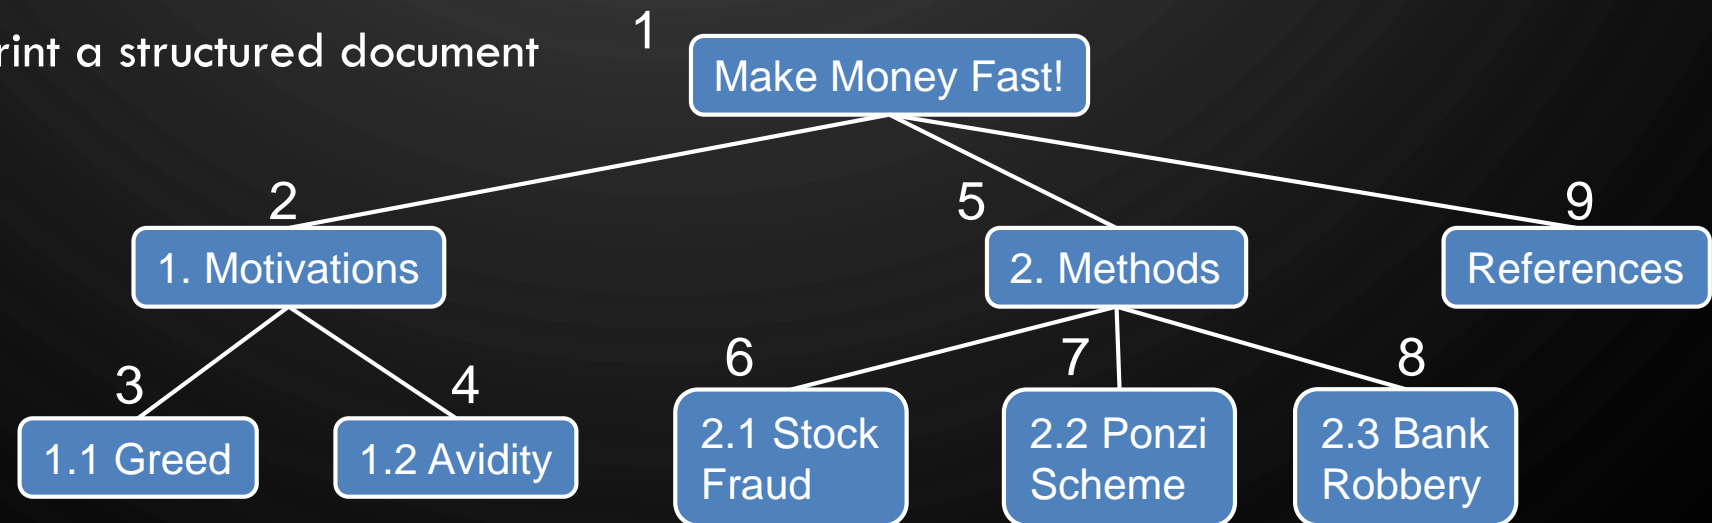 rint a structured document
1
Make Money Fast!
2
5
9
1. Motivations
2. Methods
References
3
4
6
7
8
1.1 Greed
1.2 Avidity
2.1 Stock
Fraud
2.2 Ponzi
Scheme
2.3 Bank
Robbery